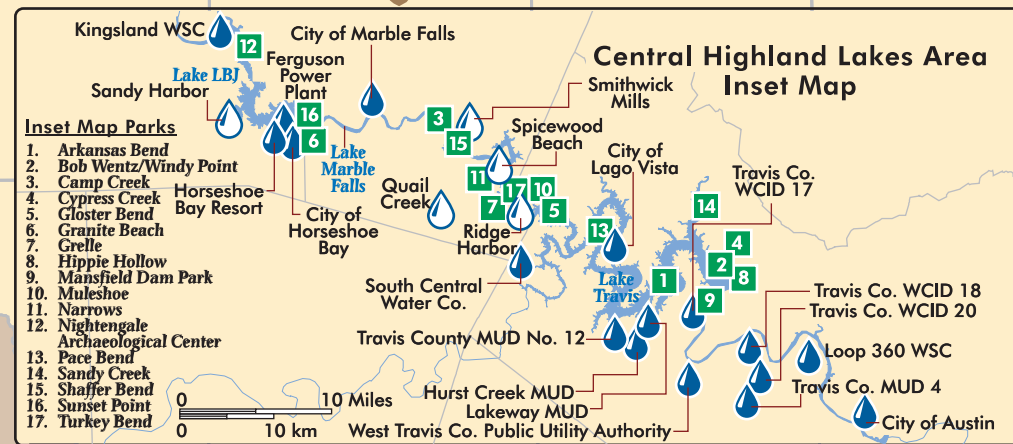 Central Highland Lakes Area
Inset Map
Kingsland WSC
12
City of Marble Falls
Lake LBJ
Ferguson
Power
Plant
Sandy Harbor
16
6
Smithwick
Mills
3
15
Spicewood
Beach
Lake
Marble
Falls
Horseshoe
Bay Resort
City of
Horseshoe
Bay
Quail
Creek
11
17
10
7
5
Ridge
Harbor
City of
Lago Vista
Travis Co.
WCID 17
14
13
4
2
8
1
9
Lake
Travis
South Central
Water Co.
Travis County MUD No. 12
Hurst Creek MUD
Lakeway MUD
West Travis Co. Public Utility Authority
Travis Co. WCID 18
Travis Co. WCID 20
Loop 360 WSC
Travis Co. MUD 4
City of Austin
Inset Map Parks
1. Arkansas Bend
2. Bob Wentz/Windy Point
3. Camp Creek
4. Cypress Creek
5. Gloster Bend
6. Granite Beach
7. Grelle
8. Hippie Hollow
9. Mansfield Dam Park
10. Muleshoe
11. Narrows
12. Nightengale
Archaeological Center
13. Pace Bend
14. Sandy Creek
15. Shaffer Bend
16. Sunset Point
17. Turkey Bend
0 10 Miles
0 10 km